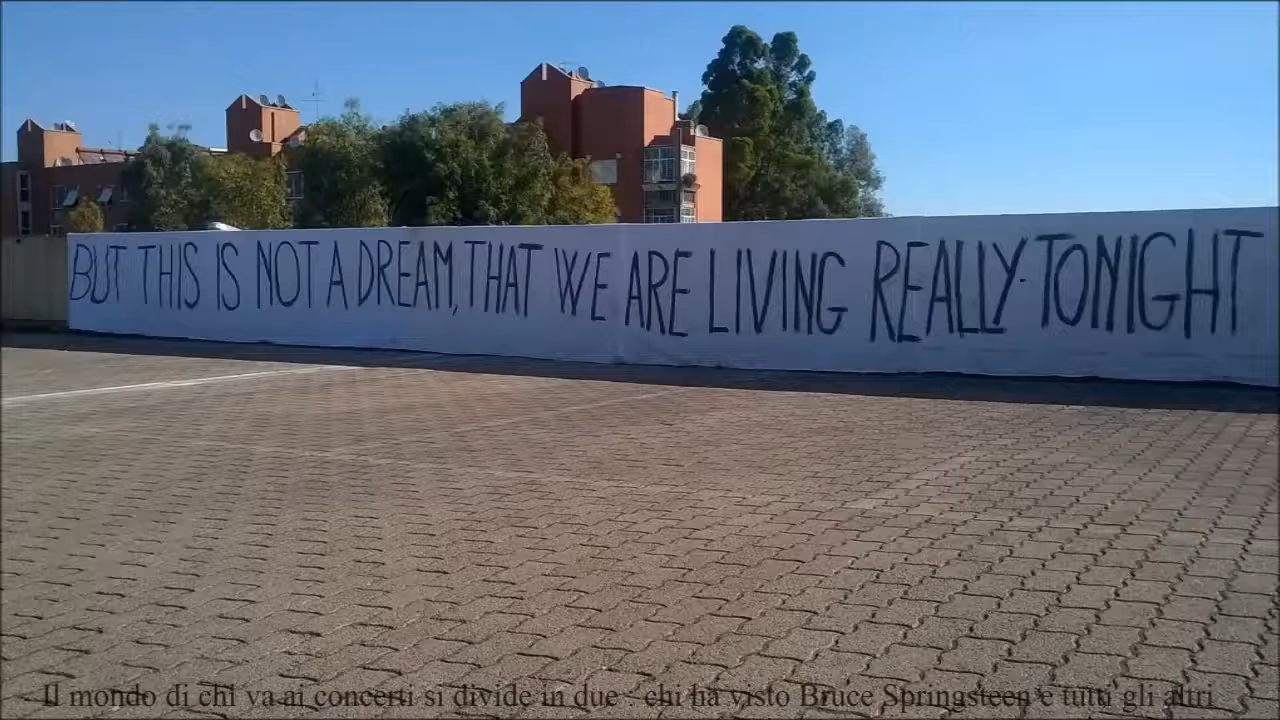 BUT THIS IS NOT A DREAM, THAT WE ARE LIVING REALLY·TONIGHT
Il mondo di chi va ai concerti si divide in due : chi ha visto Bruce Springsteen e tutti gli altri